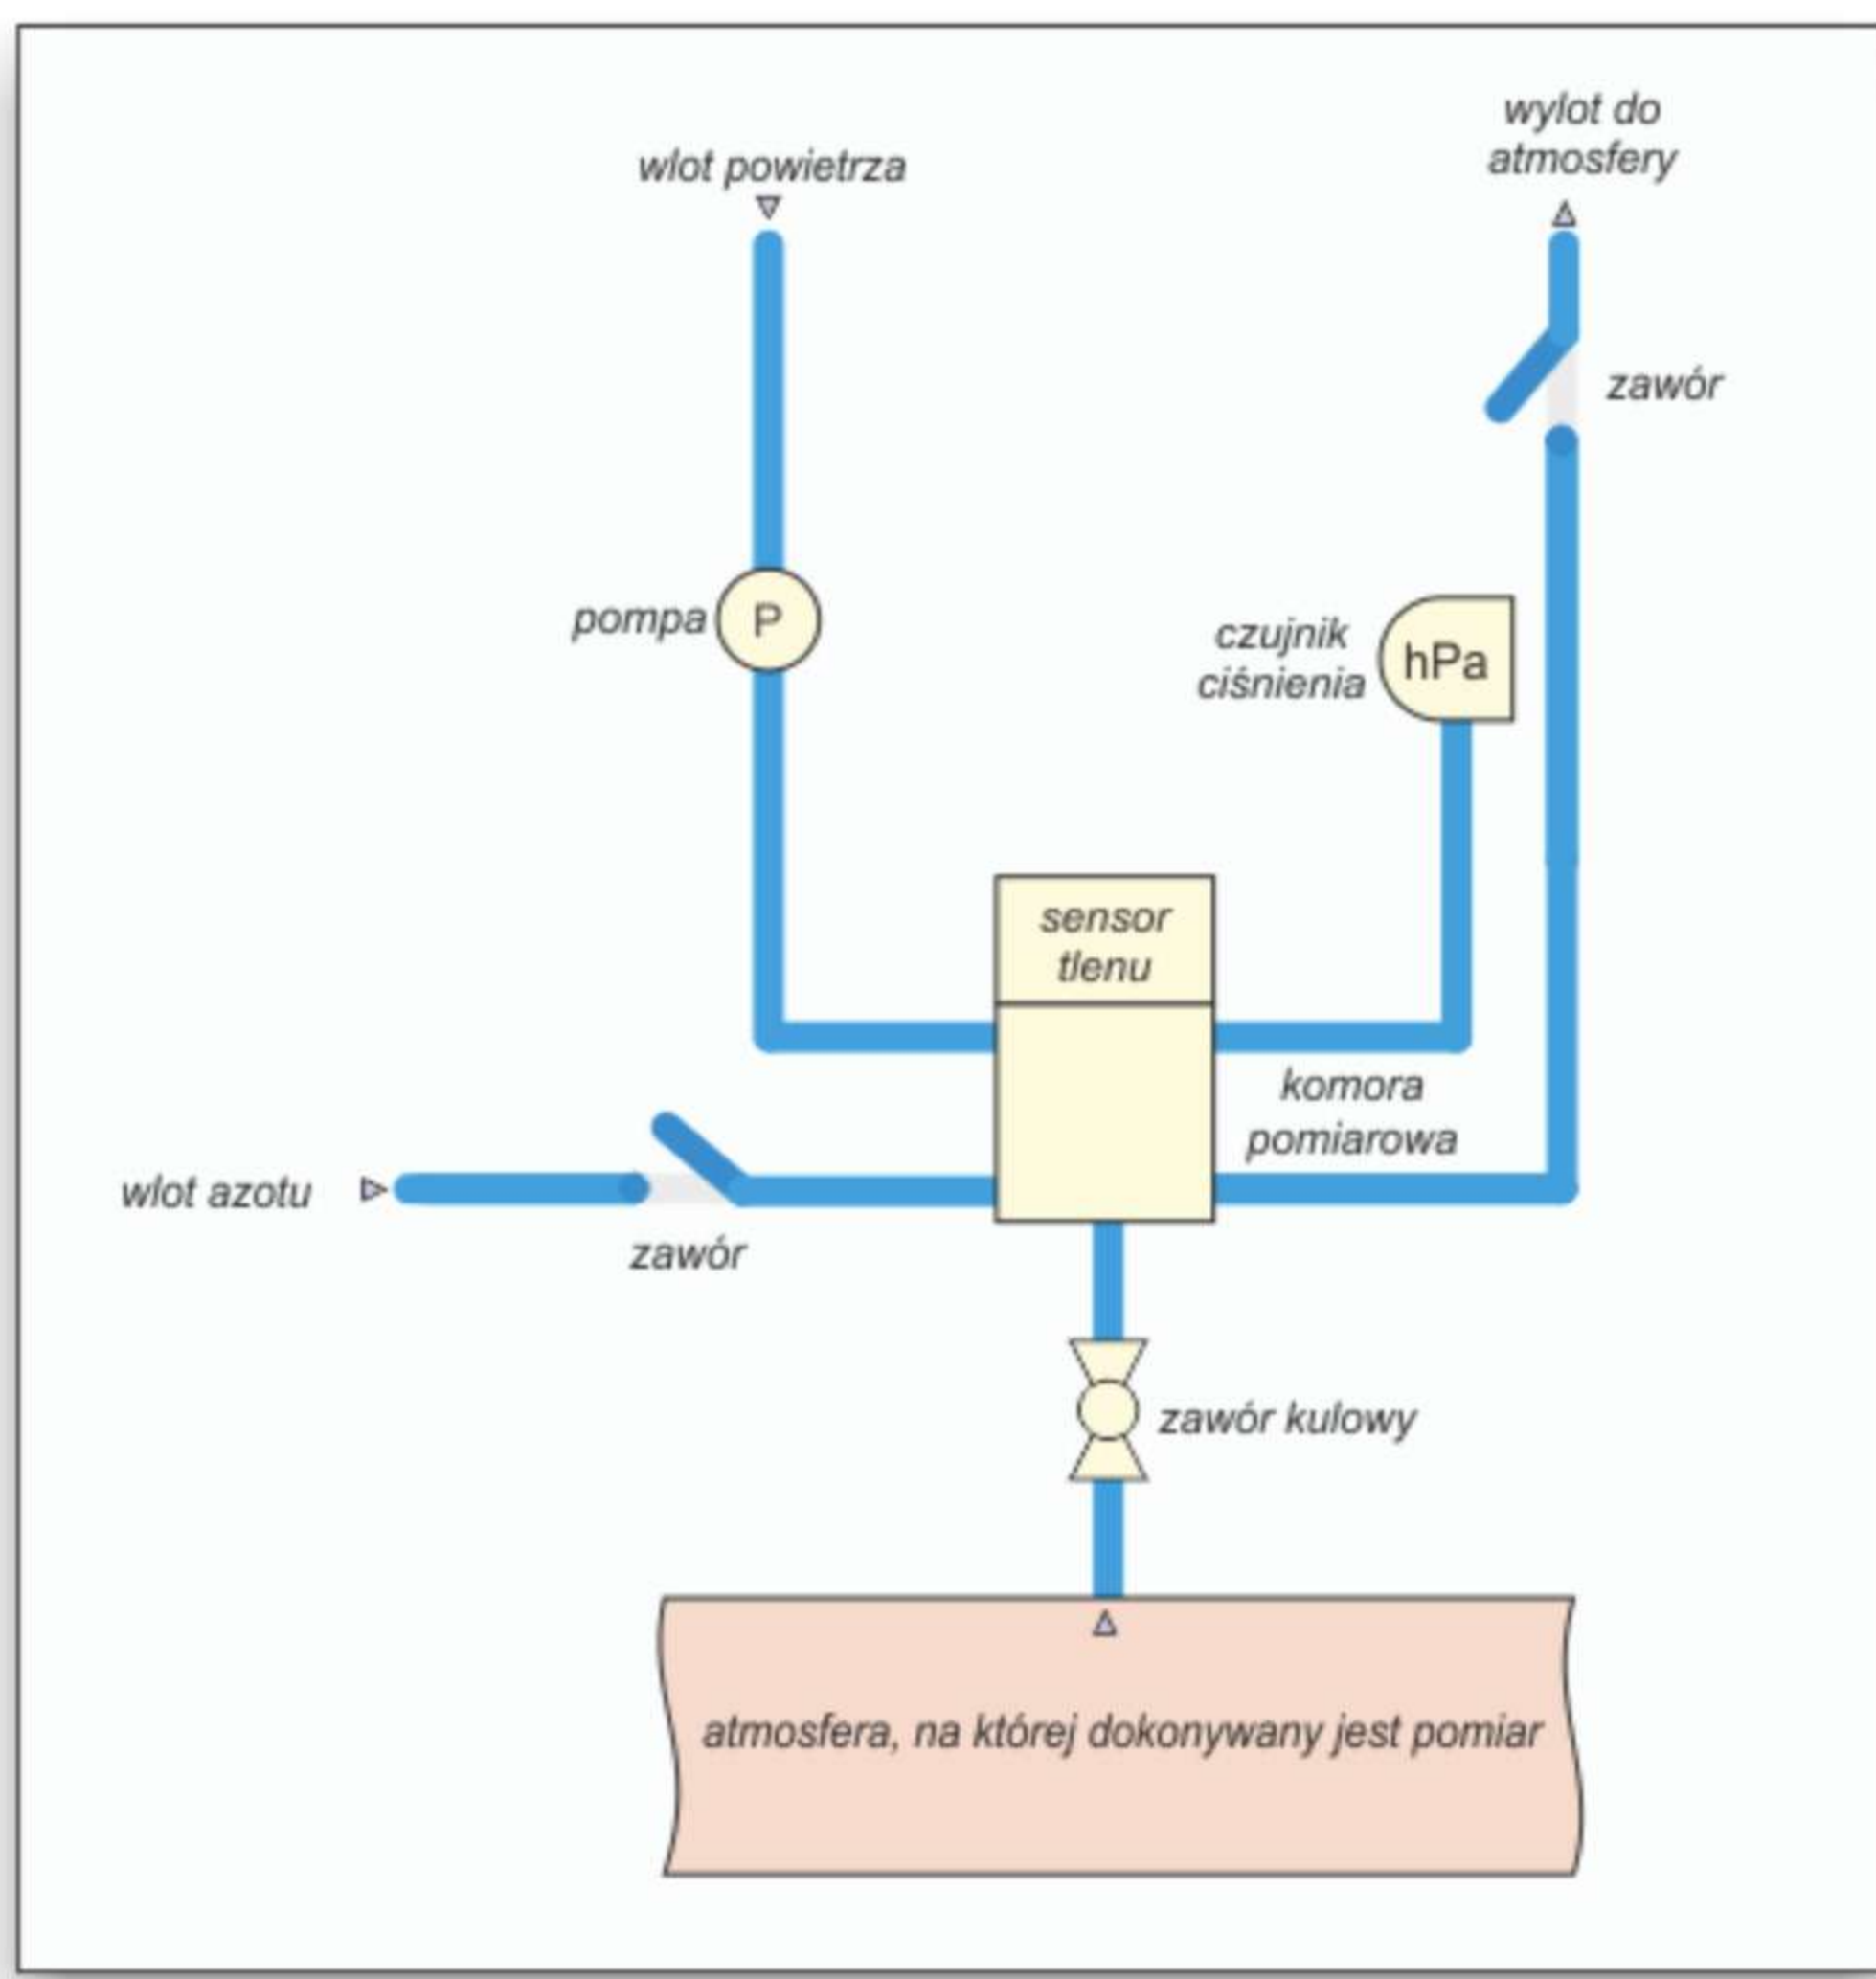 wylot do
atmosfery
wlot powietrza
zawór
pompa
P
czujnik
ciśnienia
hPa
sensor
tlenu
komora
pomiarowa
wlot azotu
zawór
zawór kulowy
atmosfera, na której dokonywany jest pomiar